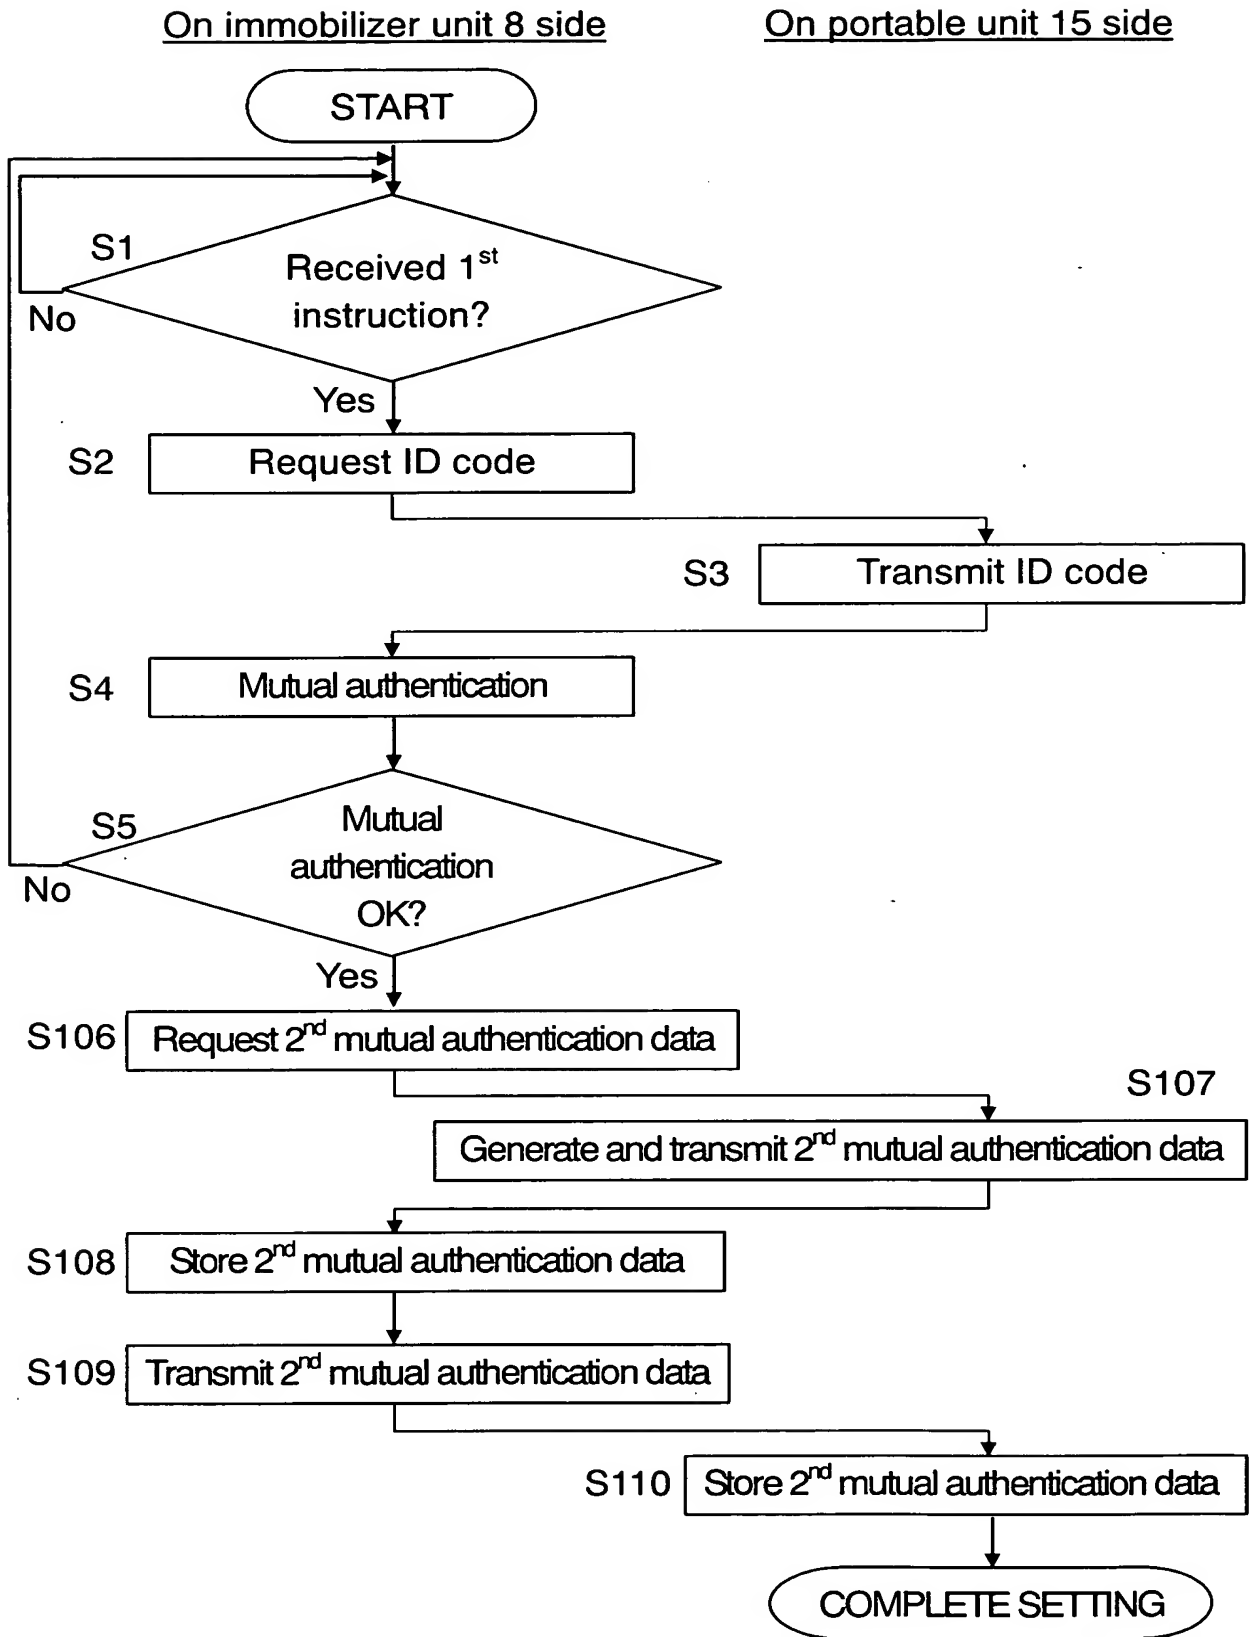 On immobilizer unit 8 side
On portable unit 15 side
START
S1
Received 1st
instruction?
No
Yes
S2
Request ID code
S3
Transmit ID code
S4
Mutual authentication
S5
Mutual
authentication
OK?
No
Yes
S106
Request 2nd mutual authentication data
S107
Generate and transmit 2nd mutual authentication data
S108
Store 2nd mutual authentication data
S109
Transmit 2nd mutual authentication data
S110
Store 2nd mutual authentication data
COMPLETE SETTING